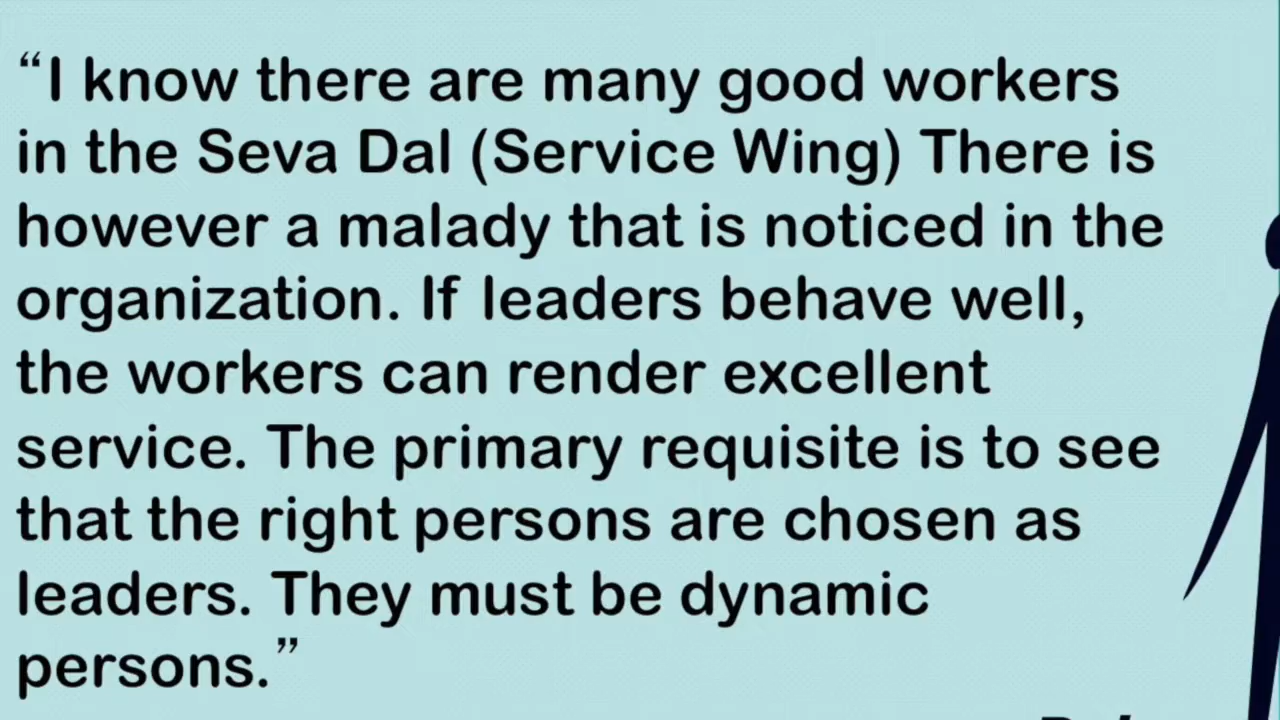 “I know there are many good workers
in the Seva Dal (Service Wing) There is
however a malady that is noticed in the
organization. If leaders behave well,
the workers can render excellent
service. The primary requisite is to see
that the right persons are chosen as
leaders. They must be dynamic
persons.”